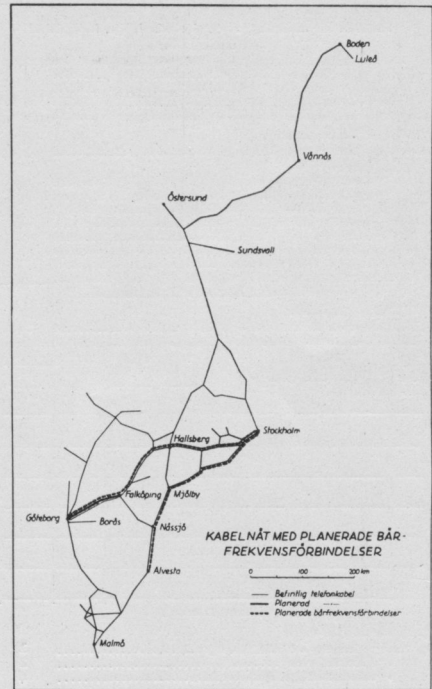 Boden
Luleå
Vännäs
Östersund
Sundsvall
Stockholm
Hallsberg
Falköping
Mjölby
Göteborg
Borås
Nässjö
Alvesta
Malmö
KABELNÄT MED PLANERADE BÄR-
FREKVENSFÖRBINDELSER
0 100 200 km
Befintlig telefonkabel
Planerad —"—
Planerade bärfrekvensförbindelser